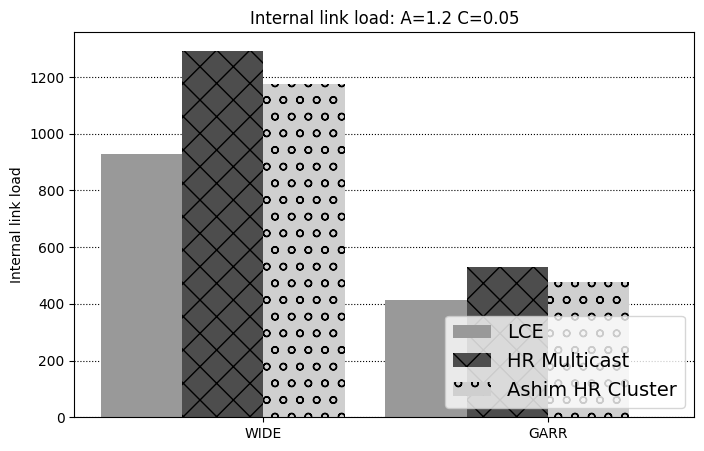 Internal link load: A=1.2 C=0.05
Internal link load
1200
1000
800
600
400
200
0
WIDE
GARR
LCE
HR Multicast
Ashim HR Cluster